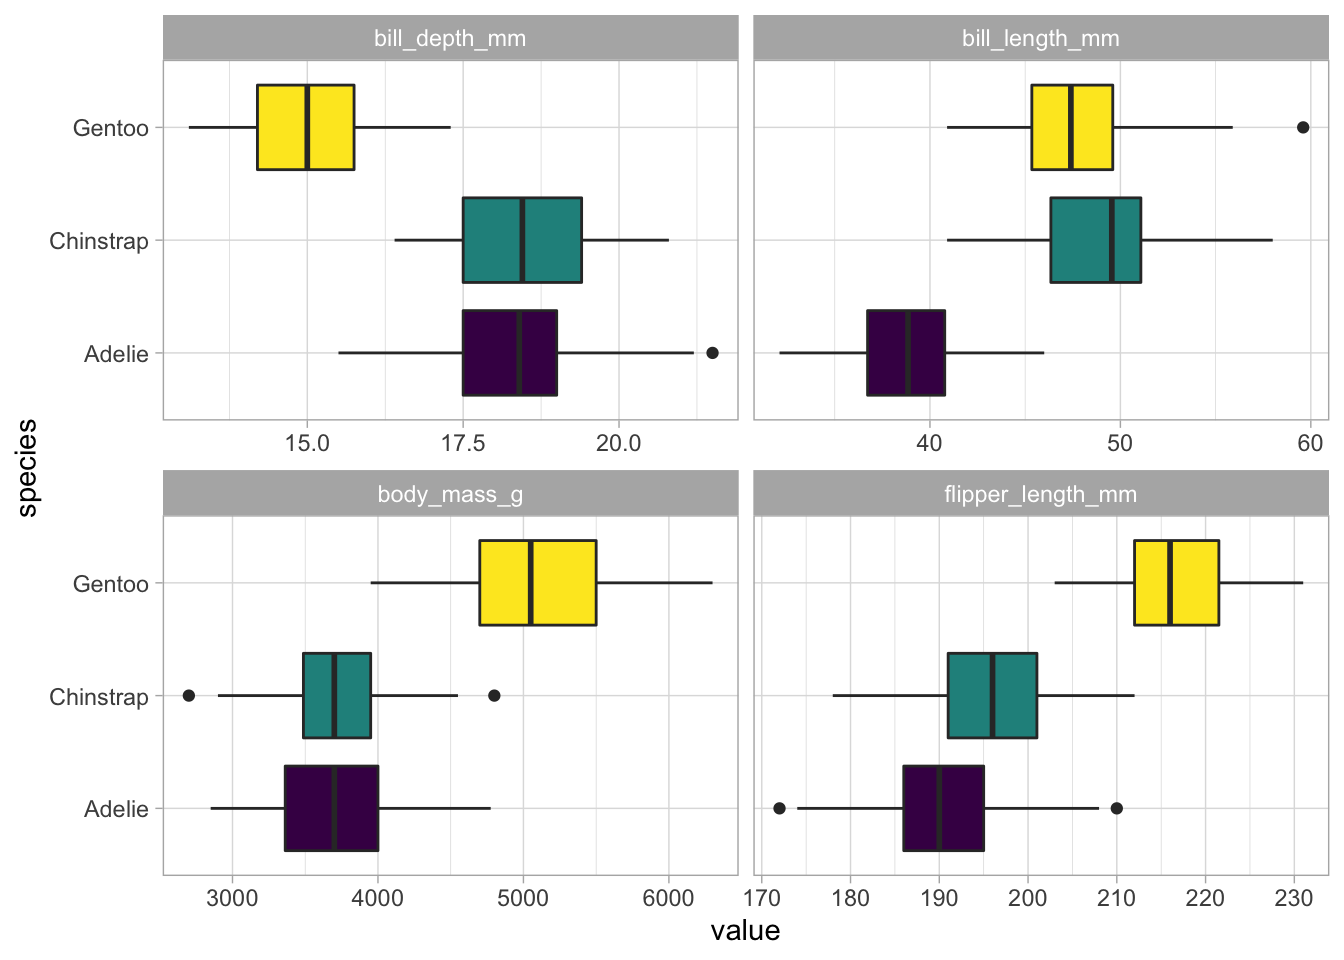 bill_depth_mm
bill_length_mm
Gentoo
Chinstrap
Adelie
15.0 17.5 20.0
40 50 60
species
body_mass_g
flipper_length_mm
Gentoo
Chinstrap
Adelie
3000 4000 5000 6000
170 180 190 200 210 220 230
value